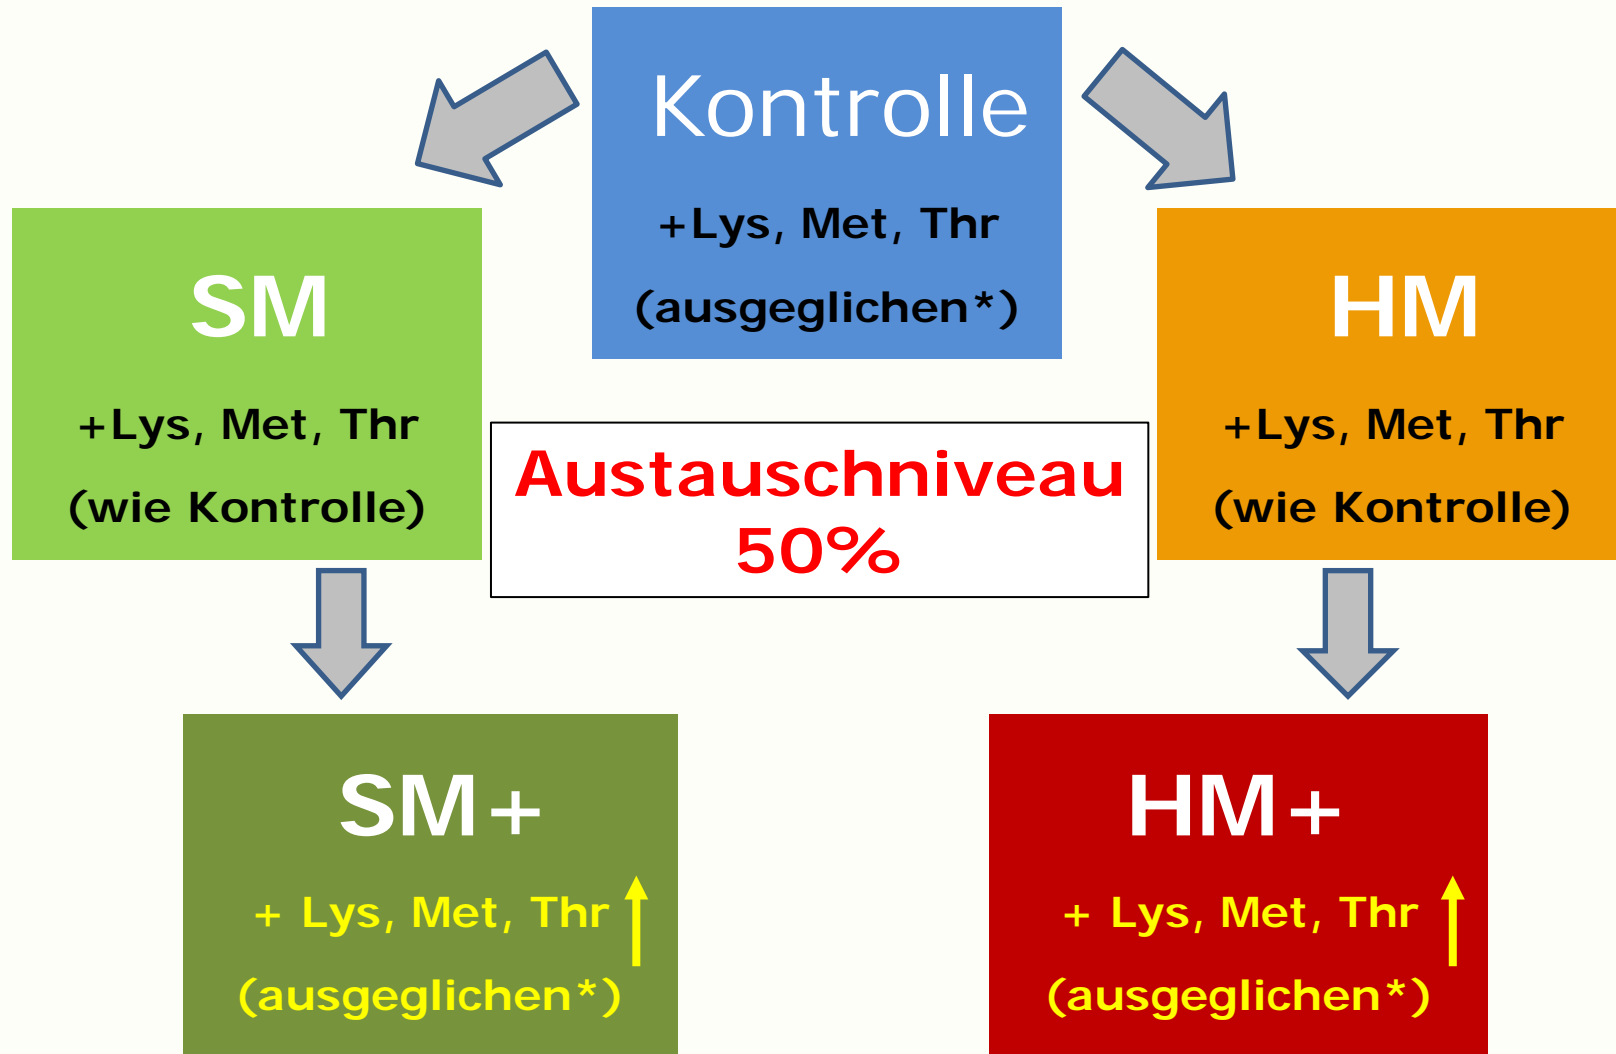 Kontrolle
+Lys, Met, Thr
(ausgeglichen*)
SM
+Lys, Met, Thr
(wie Kontrolle)
HM
+Lys, Met, Thr
(wie Kontrolle)
Austauschniveau
50%
SM+
+ Lys, Met, Thr
(ausgeglichen*)
HM+
+ Lys, Met, Thr
(ausgeglichen*)